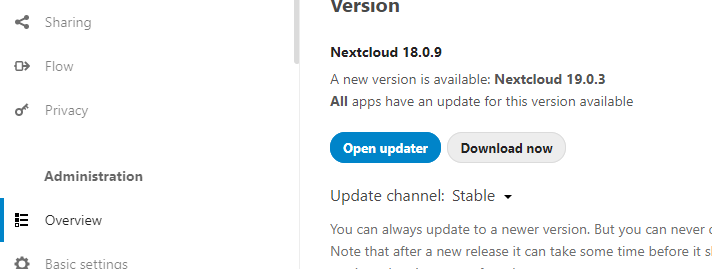 Sharing
Flow
Privacy
Administration
Overview
Basic settings
Version
Nextcloud 18.0.9
A new version is available: Nextcloud 19.0.3
All apps have an update for this version available
Open updater
Download now
Update channel: Stable
You can always update to a newer version. But you can never
Note that after a new release it can take some time before it